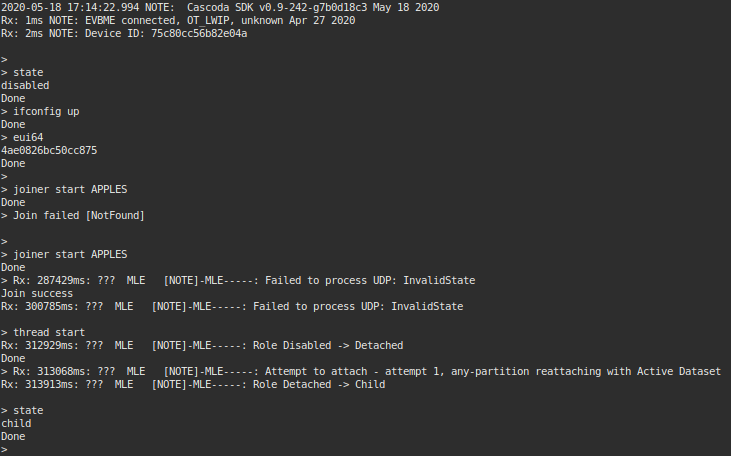 2020-05-18 17:14:22.994 NOTE:  Cascoda SDK v0.9-242-g7b0d18c3 May 18 2020
Rx: 1ms NOTE: EVBME connected, OT_LWIP, unknown Apr 27 2020
Rx: 2ms NOTE: Device ID: 75c80cc56b82e04a
>
> state
disabled
Done
> ifconfig up
Done
> eui64
4ae0826bc50cc875
Done
>
> joiner start APPLES
Done
> Join failed [NotFound]
>
> joiner start APPLES
Done
> Rx: 287429ms: ???  MLE   [NOTE]-MLE-----: Failed to process UDP: InvalidState
Join success
Rx: 300785ms: ???  MLE   [NOTE]-MLE-----: Failed to process UDP: InvalidState
> thread start
Rx: 312929ms: ???  MLE   [NOTE]-MLE-----: Role Disabled -> Detached
Done
> Rx: 313068ms: ???  MLE   [NOTE]-MLE-----: Attempt to attach - attempt 1, any-partition reattaching with Active Dataset
Rx: 313913ms: ???  MLE   [NOTE]-MLE-----: Role Detached -> Child
> state
child
Done
>